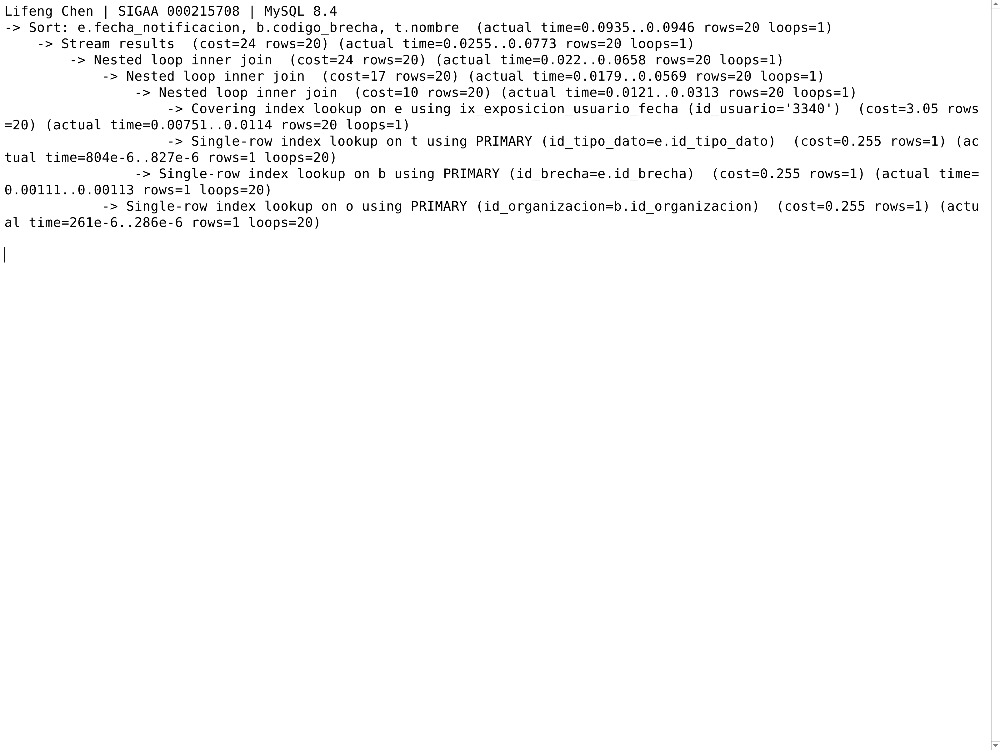 Lifeng Chen | SIGAA 000215708 | MySQL 8.4
-> Sort: e.fecha_notificacion, b.codigo_brecha, t.nombre  (actual time=0.0935..0.0946 rows=20 loops=1)
    -> Stream results  (cost=24 rows=20) (actual time=0.0255..0.0773 rows=20 loops=1)
        -> Nested loop inner join  (cost=24 rows=20) (actual time=0.022..0.0658 rows=20 loops=1)
            -> Nested loop inner join  (cost=17 rows=20) (actual time=0.0179..0.0569 rows=20 loops=1)
                -> Nested loop inner join  (cost=10 rows=20) (actual time=0.0121..0.0313 rows=20 loops=1)
                    -> Covering index lookup on e using ix_exposicion_usuario_fecha (id_usuario='3340')  (cost=3.05 rows
=20) (actual time=0.00751..0.0114 rows=20 loops=1)
                    -> Single-row index lookup on t using PRIMARY (id_tipo_dato=e.id_tipo_dato)  (cost=0.255 rows=1) (ac
tual time=804e-6..827e-6 rows=1 loops=20)
                -> Single-row index lookup on b using PRIMARY (id_brecha=e.id_brecha)  (cost=0.255 rows=1) (actual time=
0.00111..0.00113 rows=1 loops=20)
            -> Single-row index lookup on o using PRIMARY (id_organizacion=b.id_organizacion)  (cost=0.255 rows=1) (actu
al time=261e-6..286e-6 rows=1 loops=20)